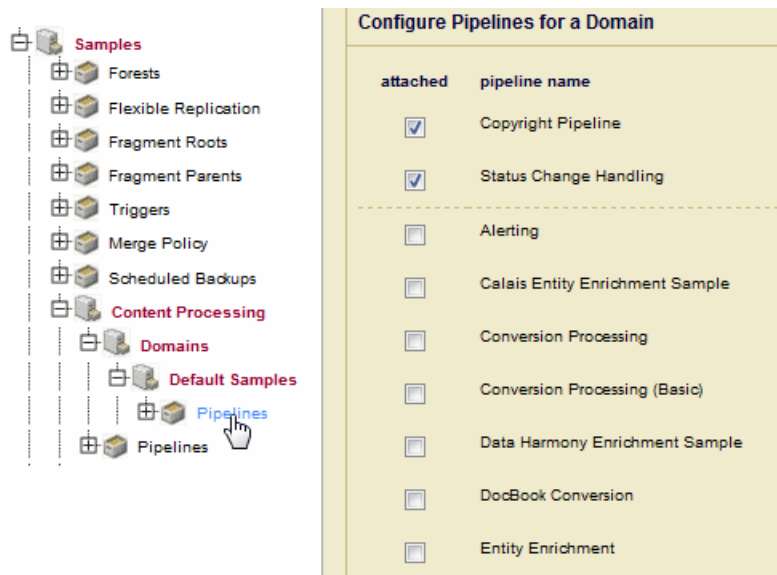 Samples
Forests
Flexible Replication
Fragment Roots
Fragment Parents
Triggers
Merge Policy
Scheduled Backups
Content Processing
Domains
Default Samples
Pipelines
Pipelines
Configure Pipelines for a Domain
attached pipeline name
Copyright Pipeline
Status Change Handling
Alerting
Calais Entity Enrichment Sample
Conversion Processing
Conversion Processing (Basic)
Data Harmony Enrichment Sample
DocBook Conversion
Entity Enrichment